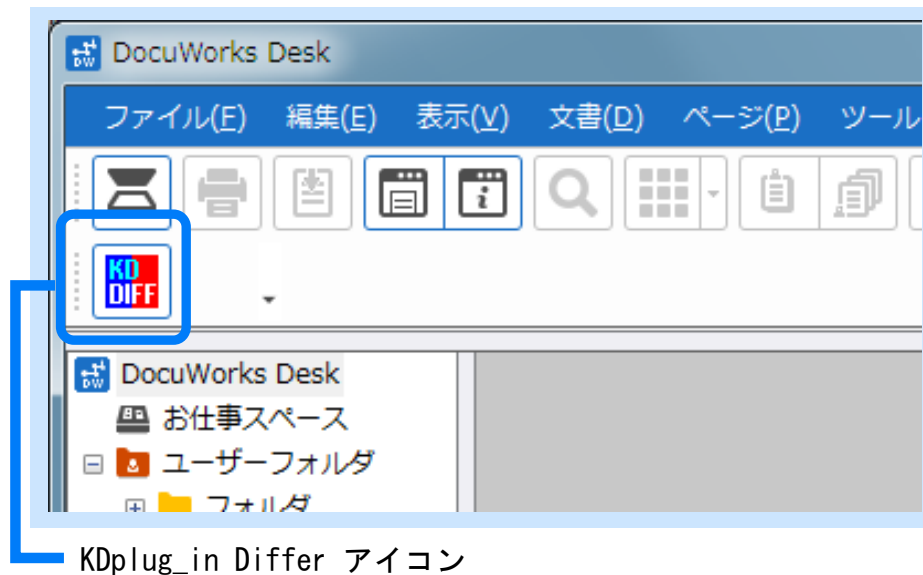 DW DocuWorks Desk
ファイル(F) 編集(E) 表示(V) 文書(D) ページ(P) ツール
i
KD
DIFF
DW DocuWorks Desk
お仕事スペース
ユーザーフォルダ
フォルダ
KDplug_in Differ アイコン